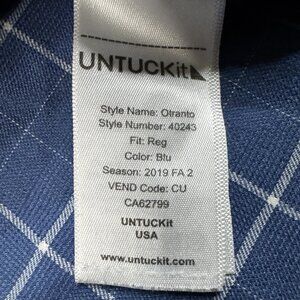 UNTUCKit
Style Name: Otranto
Style Number: 40243
Fit: Reg
Color: Blu
Season: 2019 FA 2
VEND Code: CU
CA62799
UNTUCKit
USA
www.untuckit.com